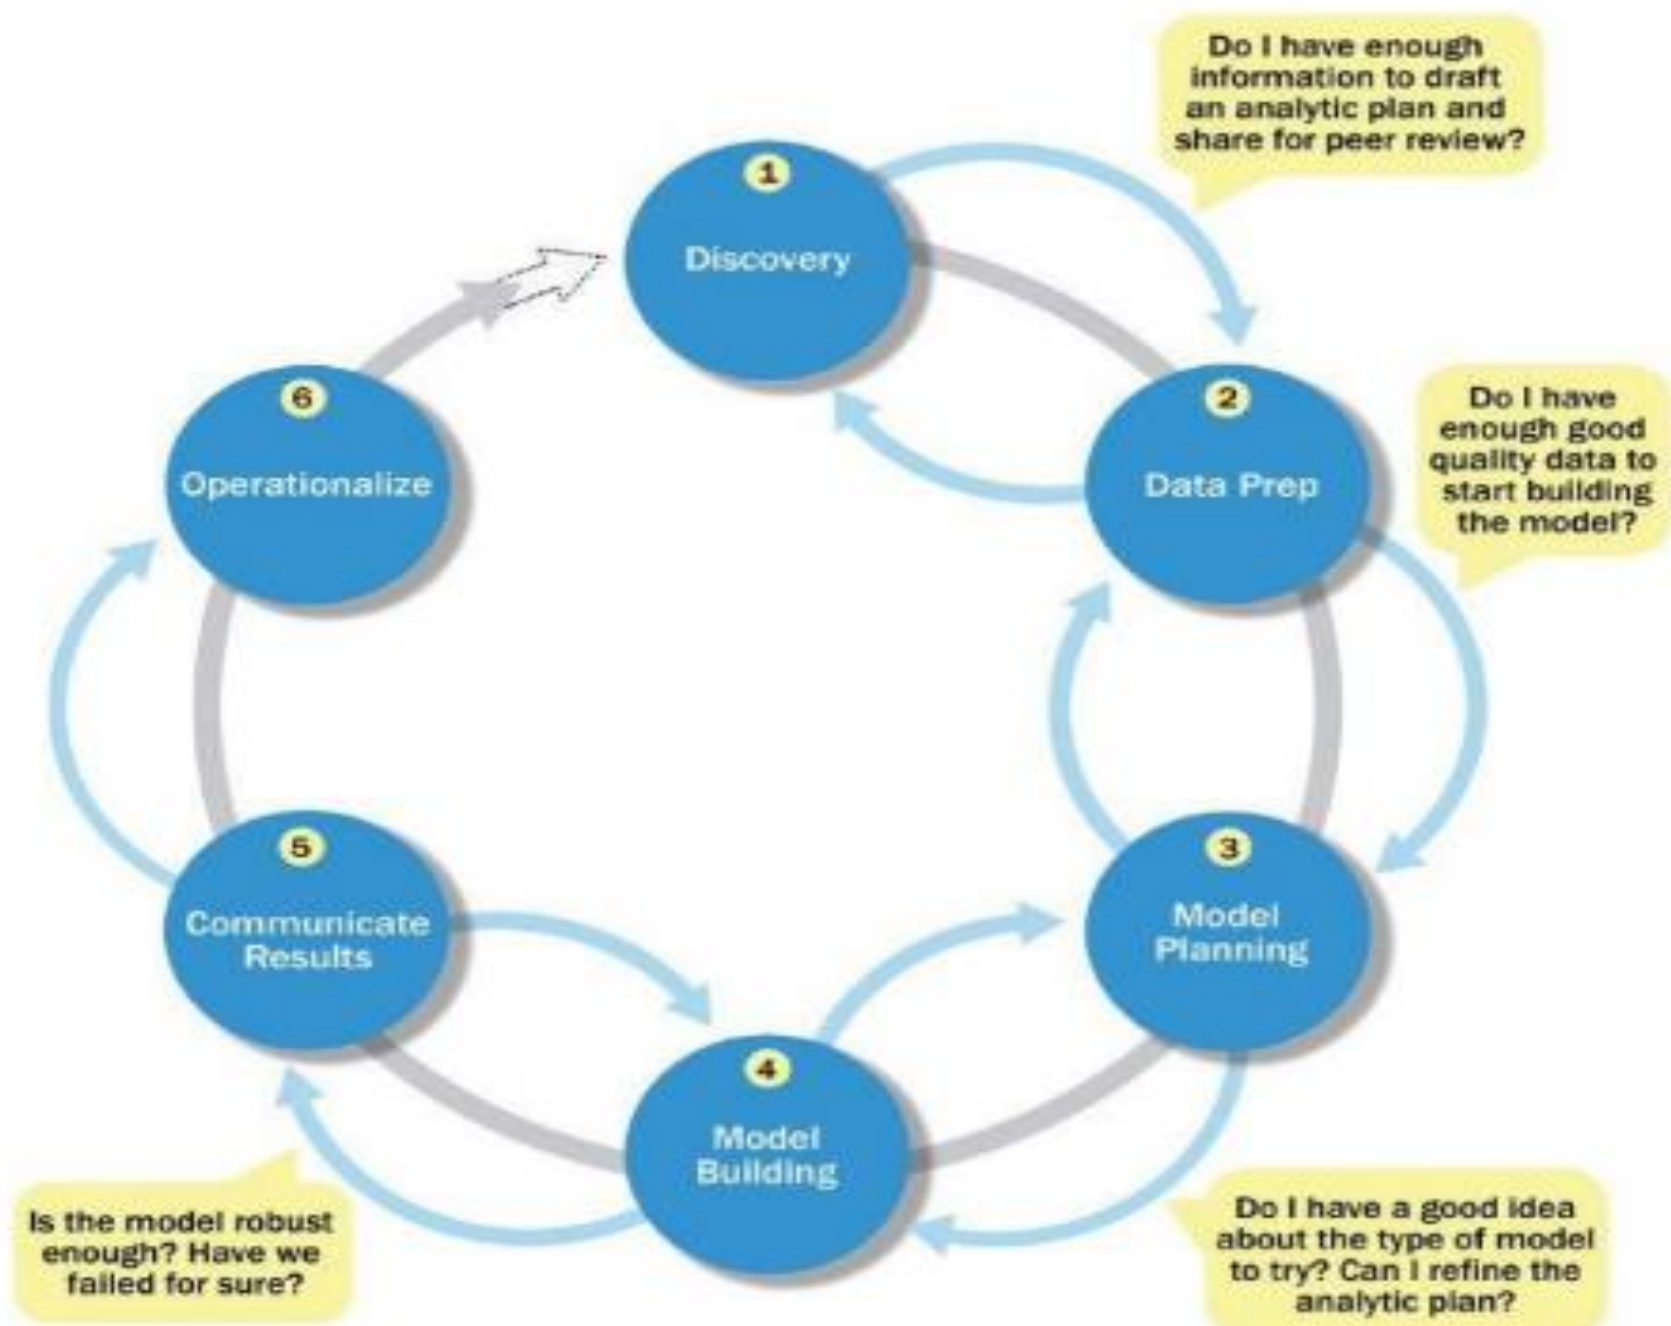 Do I have enough
information to draft
an analytic plan and
share for peer review?
1
Discovery
2
Data Prep
Do I have
enough good
quality data to
start building
the model?
3
Model
Planning
Do I have a good idea
about the type of model
to try? Can I refine the
analytic plan?
4
Model
Building
Is the model robust
enough? Have we
failed for sure?
5
Communicate
Results
6
Operationalize